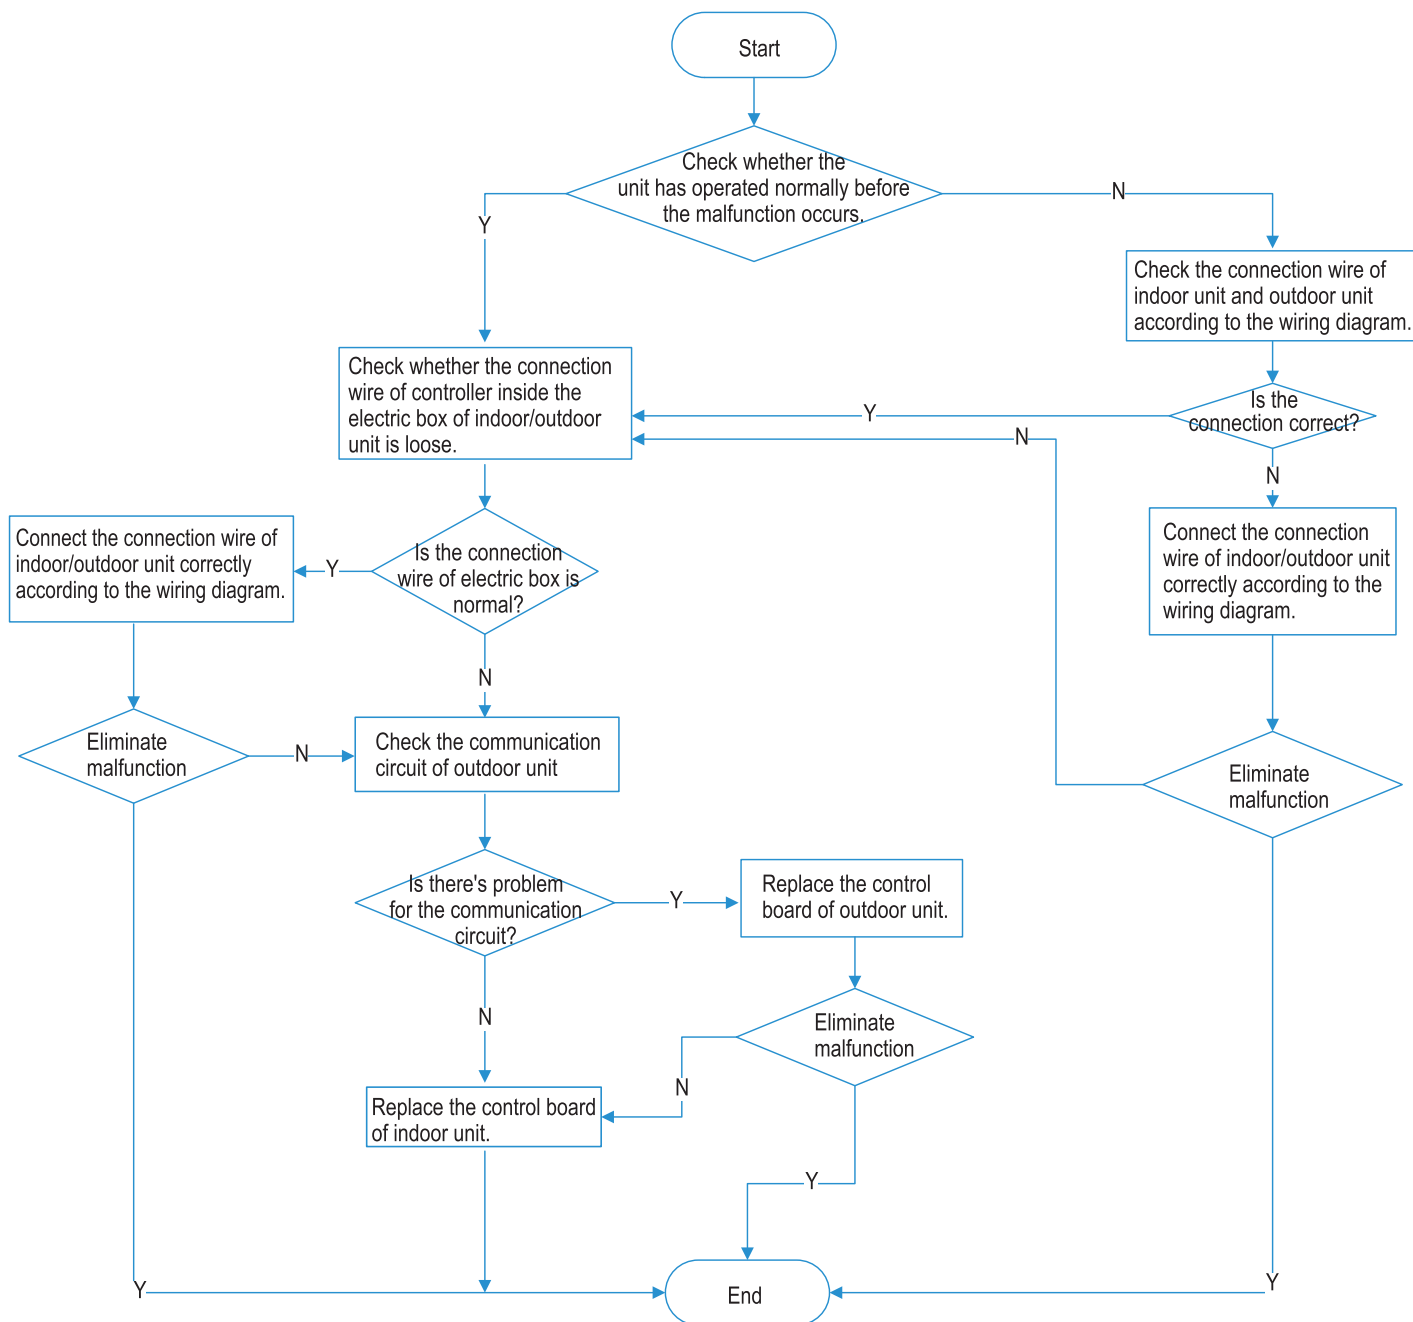 Start
Check whether the
unit has operated normally before
the malfunction occurs.
N
Y
Check the connection wire of
indoor unit and outdoor unit
according to the wiring diagram.
Check whether the connection
wire of controller inside the
electric box of indoor/outdoor
unit is loose.
Is the
connection correct?
Y
N
N
Connect the connection wire of
indoor/outdoor unit correctly
according to the wiring diagram.
Y
Is the connection
wire of electric box is
normal?
Connect the connection
wire of indoor/outdoor unit
correctly according to the
wiring diagram.
N
Eliminate
malfunction
N
Check the communication
circuit of outdoor unit
Eliminate
malfunction
Is there's problem
for the communication
circuit?
Y
Replace the control
board of outdoor unit.
N
Eliminate
malfunction
N
Replace the control board
of indoor unit.
Y
Y
End
Y